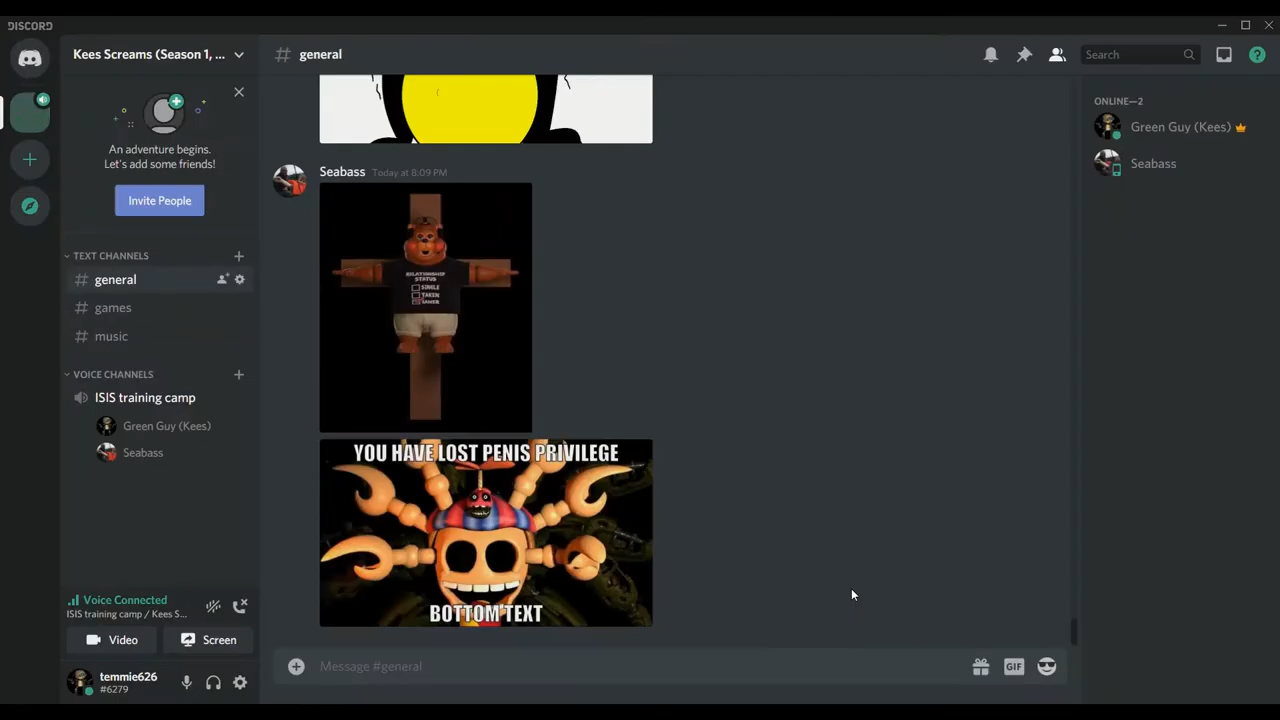 DISCORD
Kees Screams (Season 1, ...
general
Search
An adventure begins.
Let's add some friends!
Invite People
TEXT CHANNELS
general
games
music
VOICE CHANNELS
ISIS training camp
Green Guy (Kees)
Seabass
Voice Connected
ISIS training camp / Kees S...
Video
Screen
temmie626
#6279
Seabass Today at 8:09 PM
RELATIONSHIP
STATUS
SINGLE
TAKEN
GAMER
YOU HAVE LOST PENIS PRIVILEGE
BOTTOM TEXT
Message #general
GIF
ONLINE—2
Green Guy (Kees)
Seabass